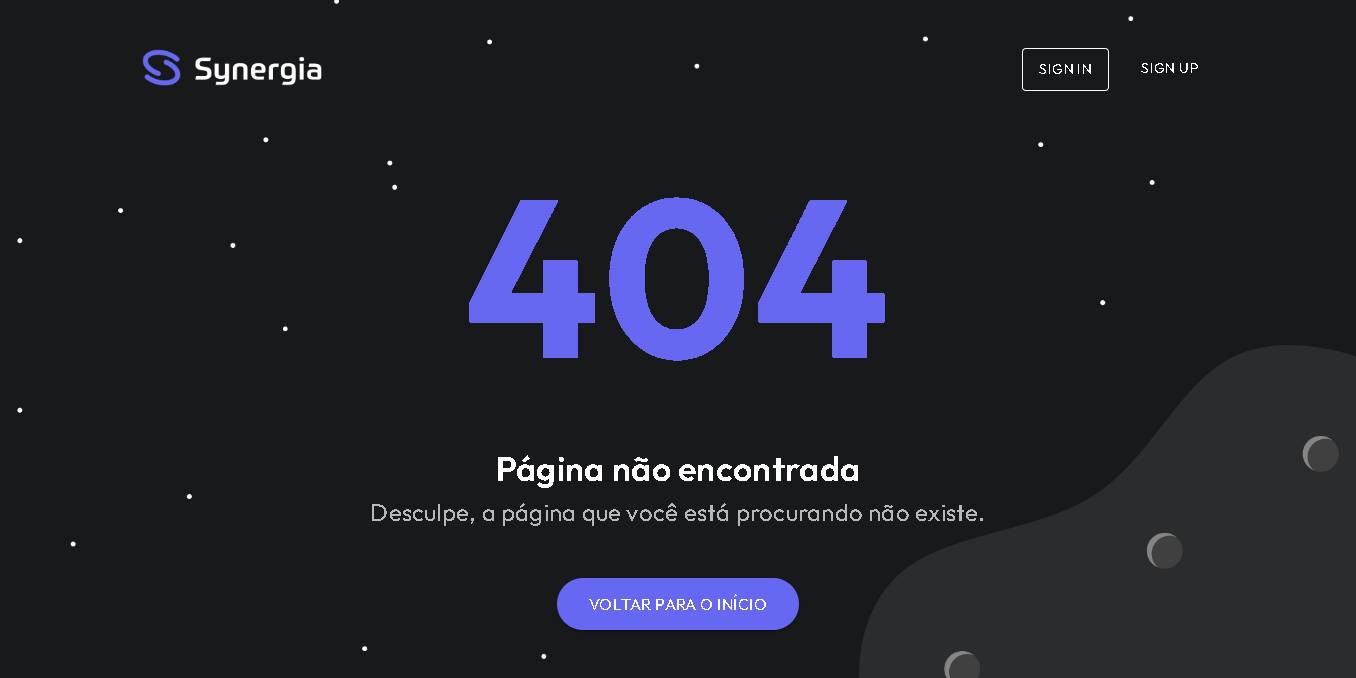 Synergia
SIGN IN
SIGN UP
404
Página não encontrada
Desculpe, a página que você está procurando não existe.
VOLTAR PARA O INÍCIO